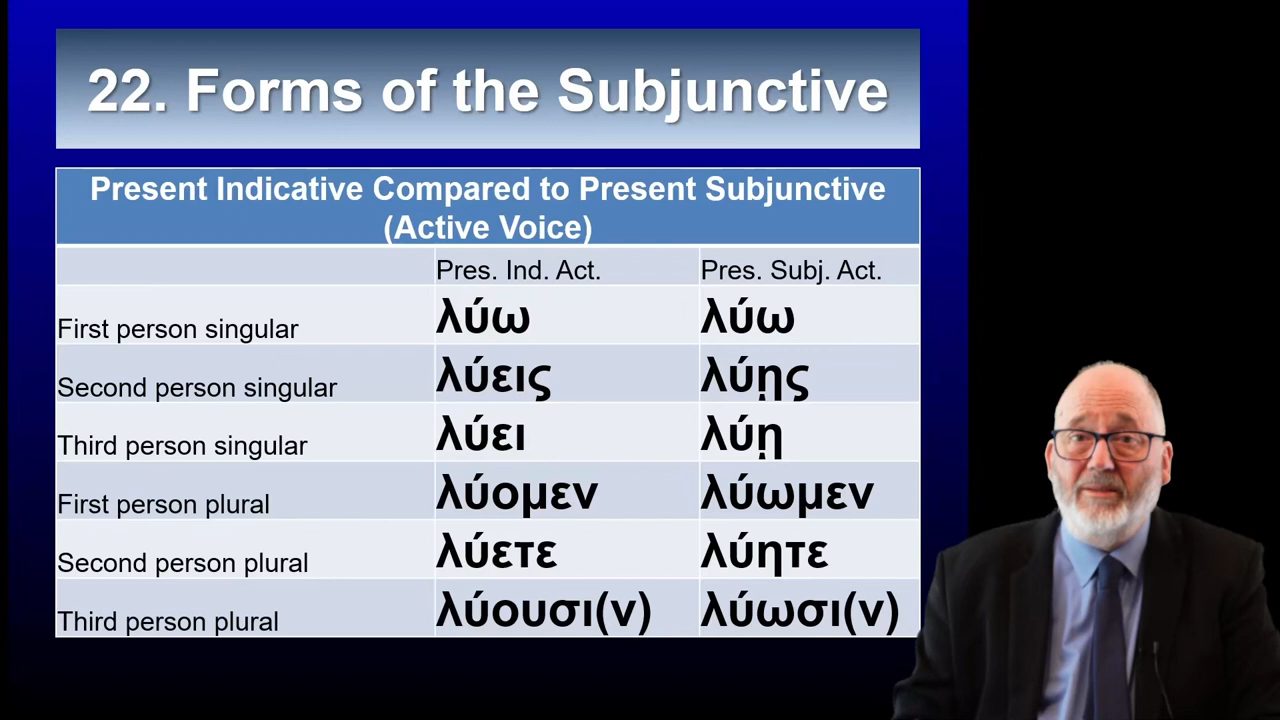 22. Forms of the Subjunctive
Present Indicative Compared to Present Subjunctive
(Active Voice)
Pres. Ind. Act. Pres. Subj. Act.
First person singular λύω λύω
Second person singular λύεις λύῃς
Third person singular λύει λύῃ
First person plural λύομεν λύωμεν
Second person plural λύετε λύητε
Third person plural λύουσι(ν) λύωσι(ν)